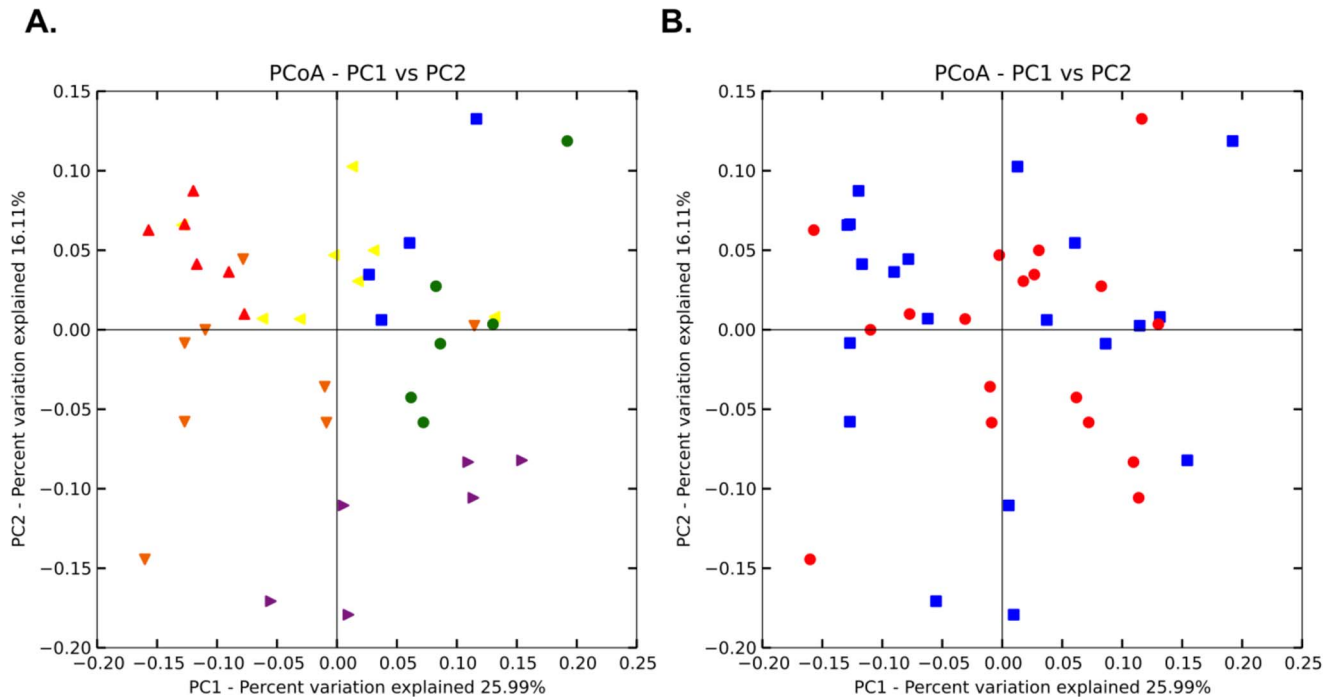 A.
PCoA - PC1 vs PC2
0.15
0.10
0.05
0.00
−0.05
−0.10
−0.15
−0.20
PC2 - Percent variation explained 16.11%
−0.20 −0.15 −0.10 −0.05 0.00 0.05 0.10 0.15 0.20 0.25
PC1 - Percent variation explained 25.99%
B.
PCoA - PC1 vs PC2
0.15
0.10
0.05
0.00
−0.05
−0.10
−0.15
−0.20
PC2 - Percent variation explained 16.11%
−0.20 −0.15 −0.10 −0.05 0.00 0.05 0.10 0.15 0.20 0.25
PC1 - Percent variation explained 25.99%